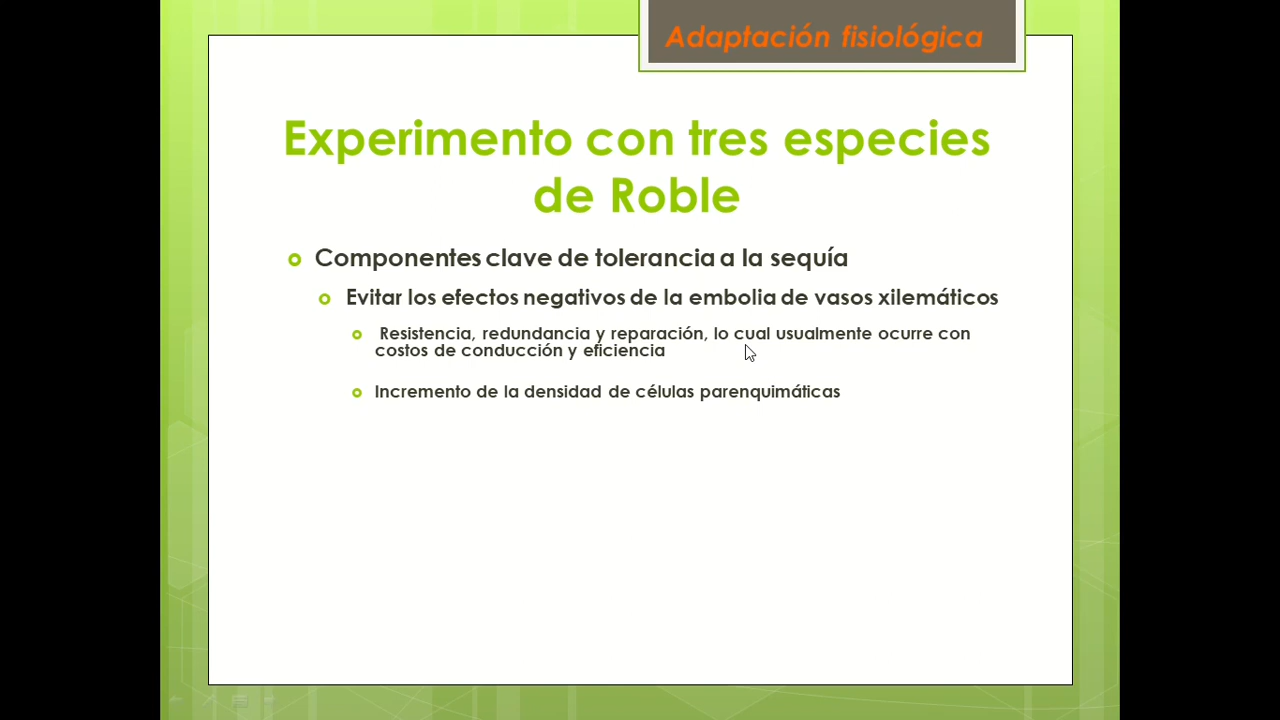 Adaptación fisiológica
Experimento con tres especies
de Roble
Componentes clave de tolerancia a la sequía
Evitar los efectos negativos de la embolia de vasos xilemáticos
Resistencia, redundancia y reparación, lo cual usualmente ocurre con
costos de conducción y eficiencia
Incremento de la densidad de células parenquimáticas